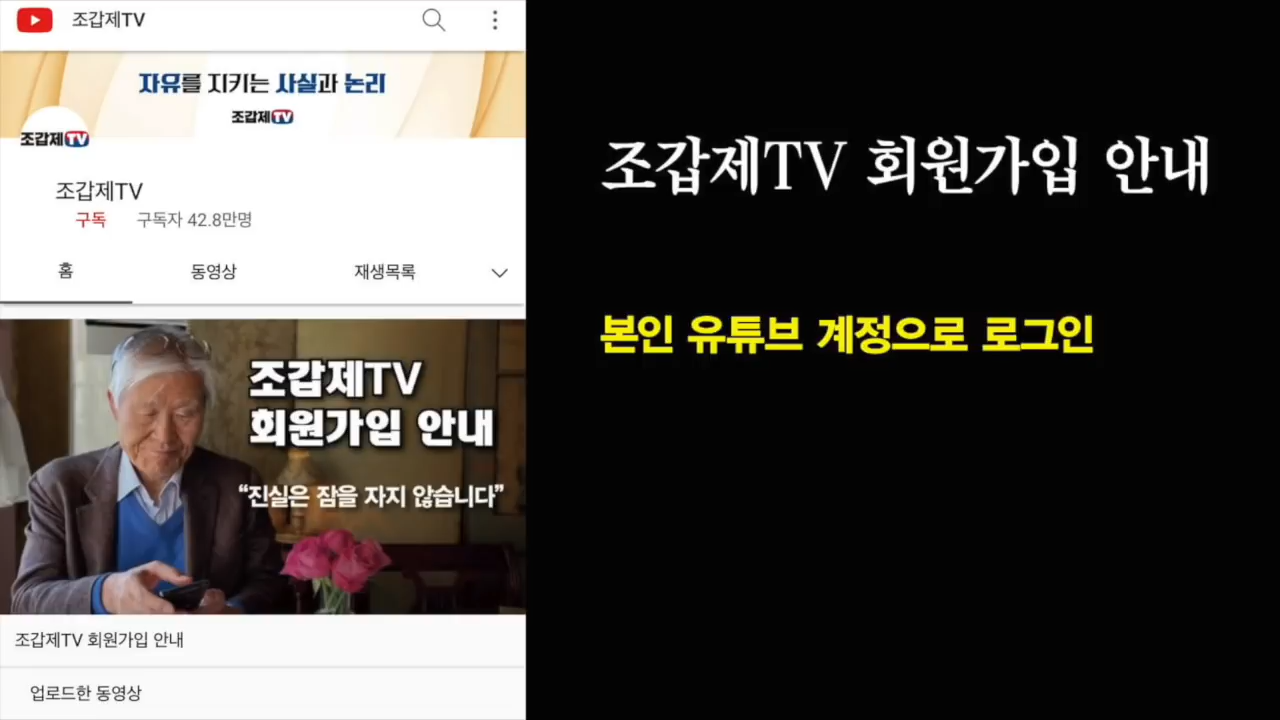 조갑제TV
자유를 지키는 사실과 논리
조갑제TV
조갑제TV
조갑제TV
구독 구독자 42.8만명
홈 동영상 재생목록
조갑제TV
회원가입 안내
“진실은 잠을 자지 않습니다”
조갑제TV 회원가입 안내
업로드한 동영상
조갑제TV 회원가입 안내
본인 유튜브 계정으로 로그인